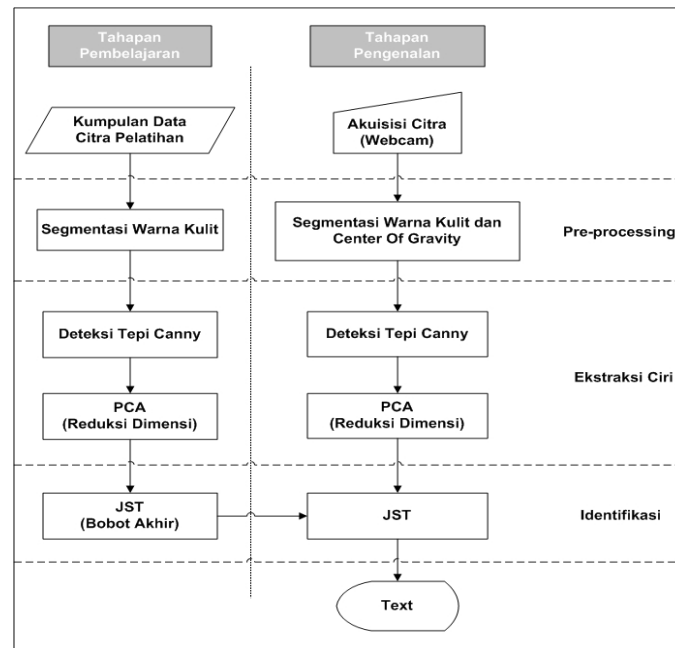 Tahapan
Pembelajaran
Tahapan
Pengenalan
Kumpulan Data
Citra Pelatihan
Akuisisi Citra
(Webcam)
Segmentasi Warna Kulit
Segmentasi Warna Kulit dan
Center Of Gravity
Pre-processing
Deteksi Tepi Canny
Deteksi Tepi Canny
Ekstraksi Ciri
PCA
(Reduksi Dimensi)
PCA
(Reduksi Dimensi)
JST
(Bobot Akhir)
JST
Identifikasi
Text